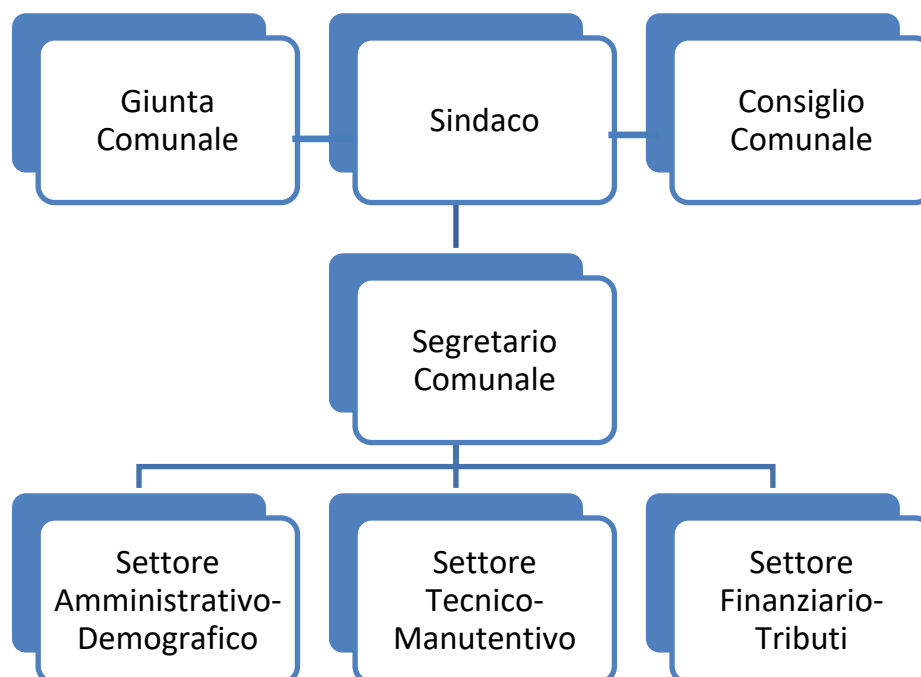 Giunta
Comunale
Sindaco
Consiglio
Comunale
Segretario
Comunale
Settore
Amministrativo-
Demografico
Settore
Tecnico-
Manutentivo
Settore
Finanziario-
Tributi